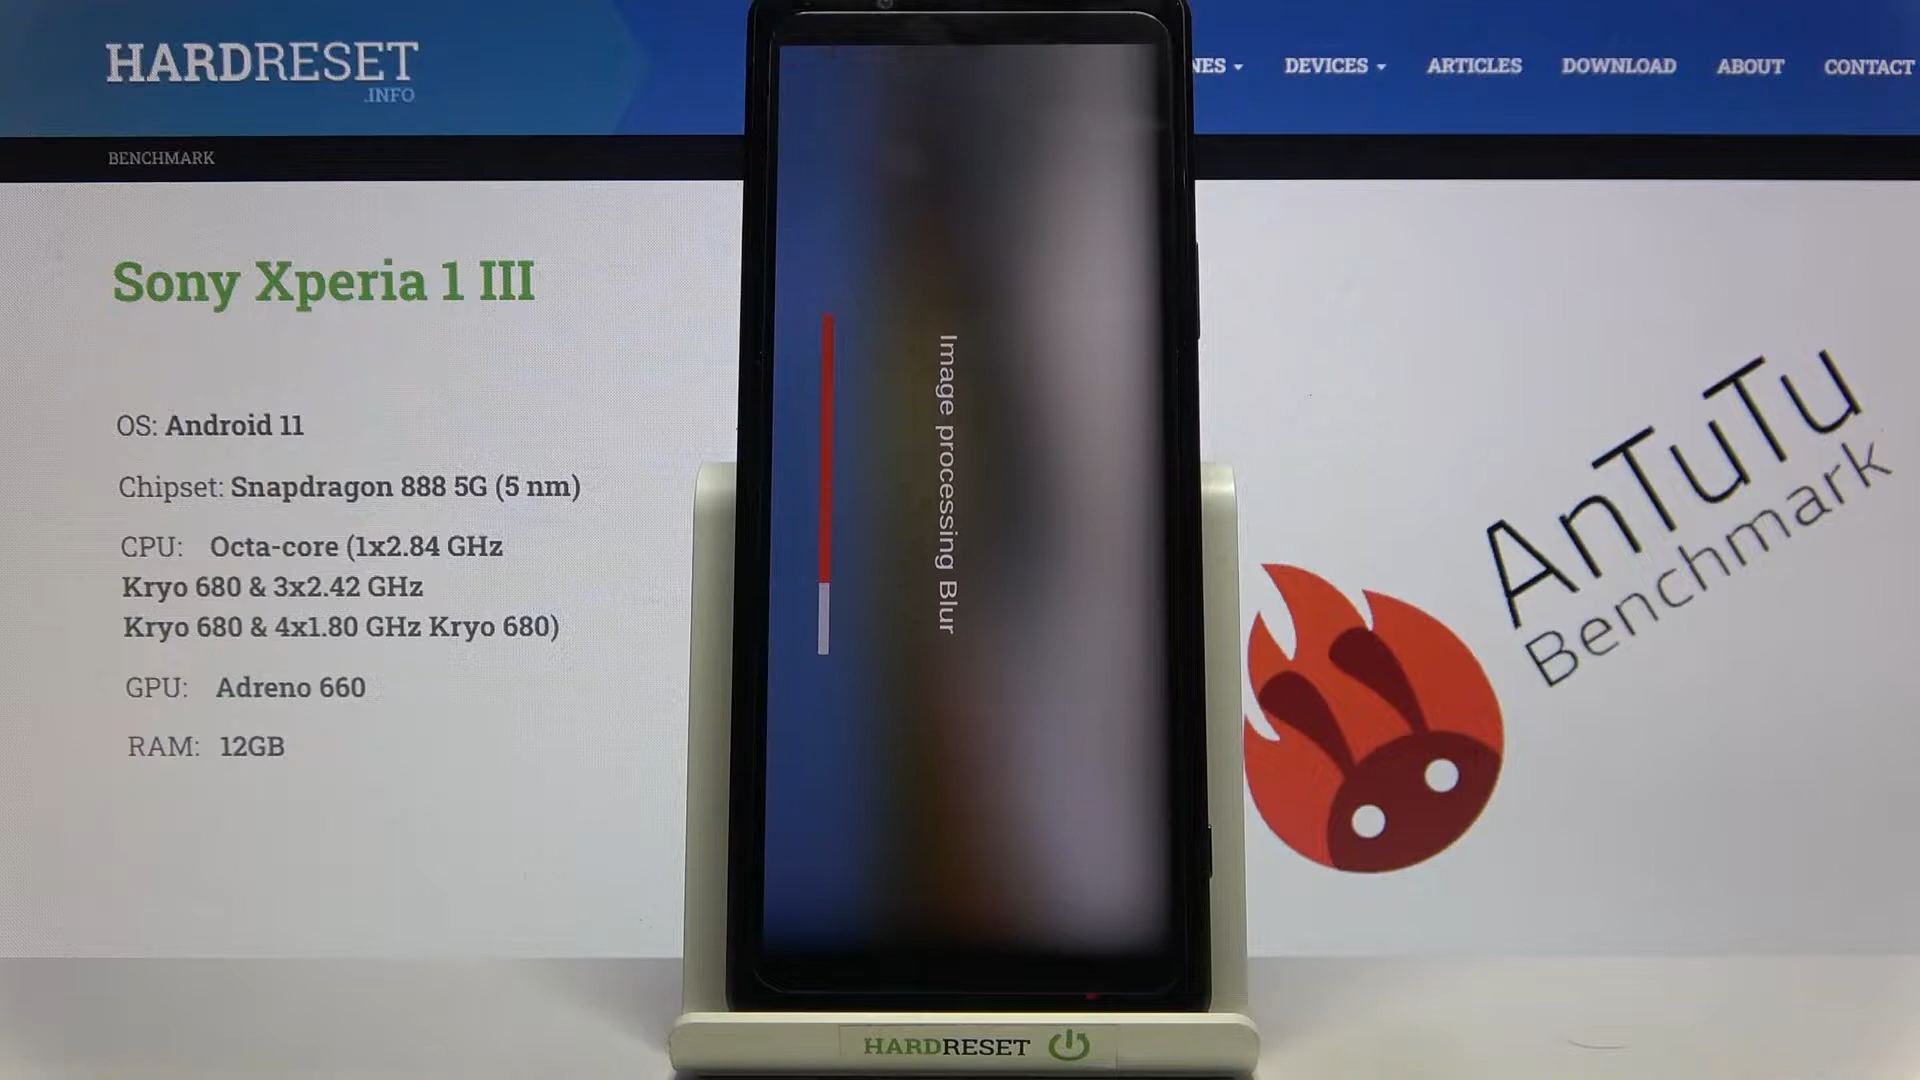 HARDRESET
.INFO
DEVICES
ARTICLES
DOWNLOAD
ABOUT
CONTACT
BENCHMARK
Sony Xperia 1 III
OS: Android 11
Chipset: Snapdragon 888 5G (5 nm)
CPU: Octa-core (1x2.84 GHz
Kryo 680 & 3x2.42 GHz
Kryo 680 & 4x1.80 GHz Kryo 680)
GPU: Adreno 660
RAM: 12GB
Image processing Blur
AnTuTu
Benchmark
HARDRESET